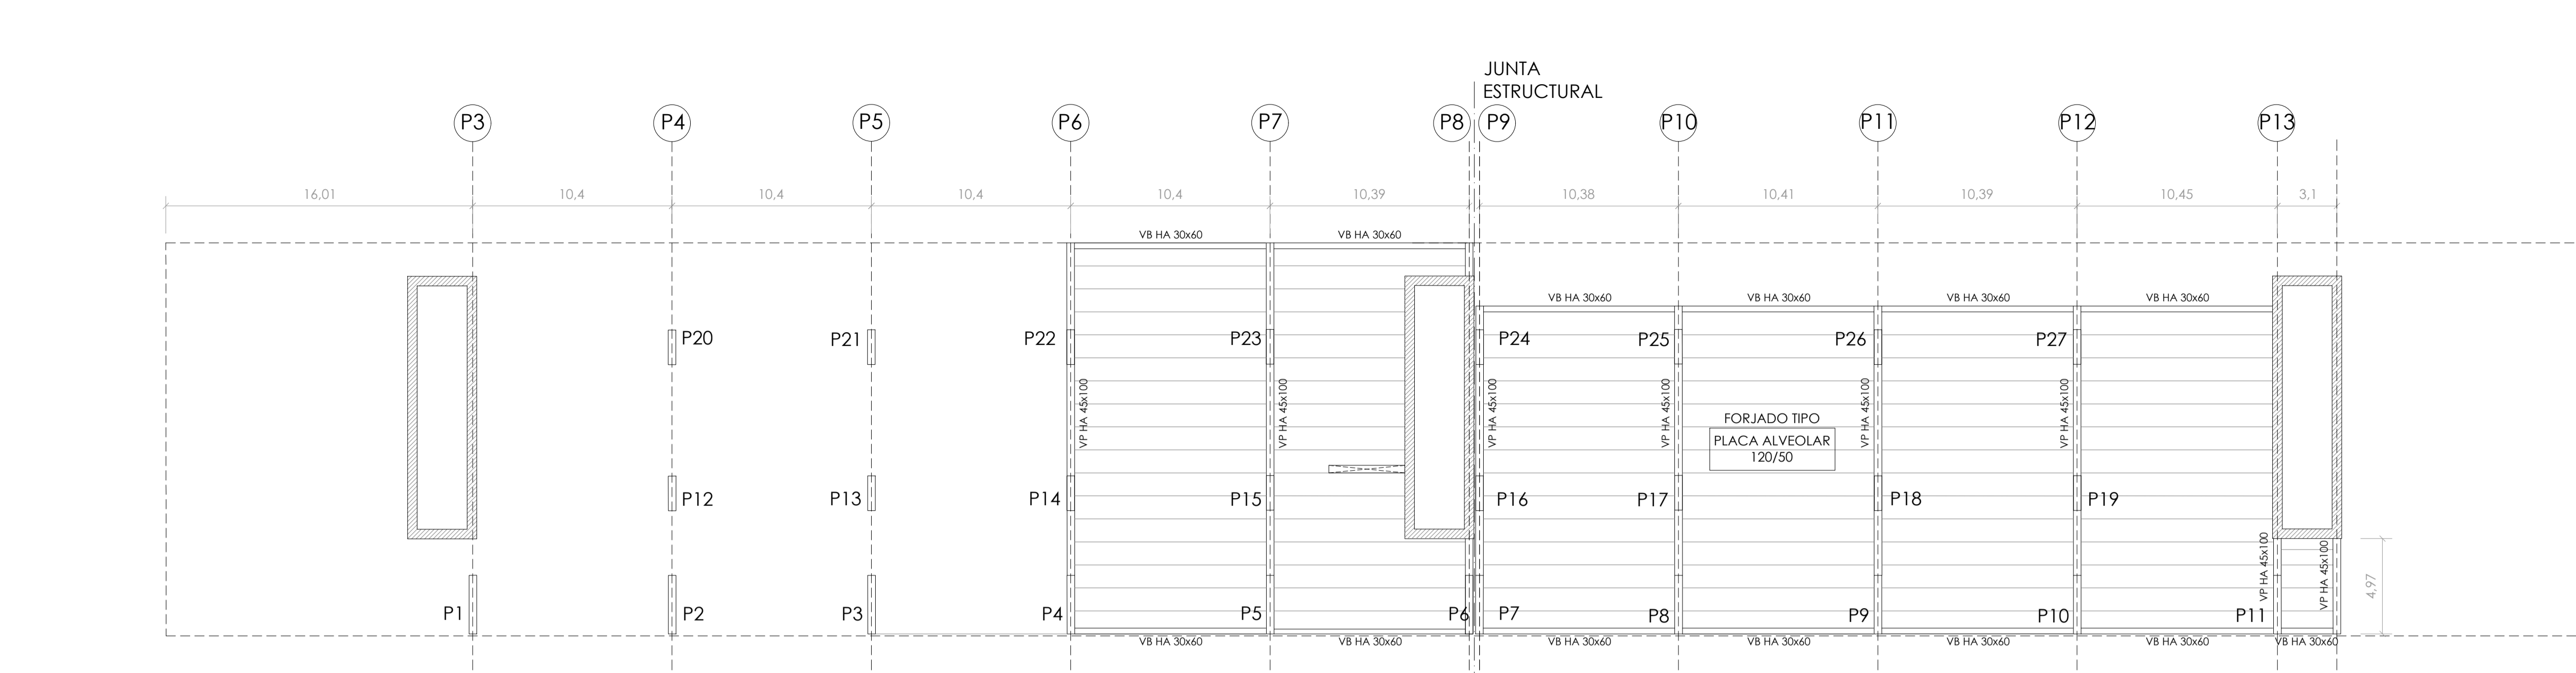 JUNTA
ESTRUCTURAL
P3 P4 P5 P6 P7 P8 P9 P10 P11 P12 P13
16,01 10,4 10,4 10,4 10,4 10,39 10,38 10,41 10,39 10,45 3,1
VB HA 30x60 VB HA 30x60
VB HA 30x60 VB HA 30x60 VB HA 30x60 VB HA 30x60
P20 P21 P22 P23 P24 P25 P26 P27
VP HA 45x100 VP HA 45x100 VP HA 45x100 VP HA 45x100 VP HA 45x100 VP HA 45x100
FORJADO TIPO
PLACA ALVEOLAR
120/50
P12 P13 P14 P15 P16 P17 P18 P19
VP HA 45x100 VP HA 45x100
4,97
P1 P2 P3 P4 P5 P6 P7 P8 P9 P10 P11
VB HA 30x60 VB HA 30x60 VB HA 30x60 VB HA 30x60 VB HA 30x60 VB HA 30x60 VB HA 30x60